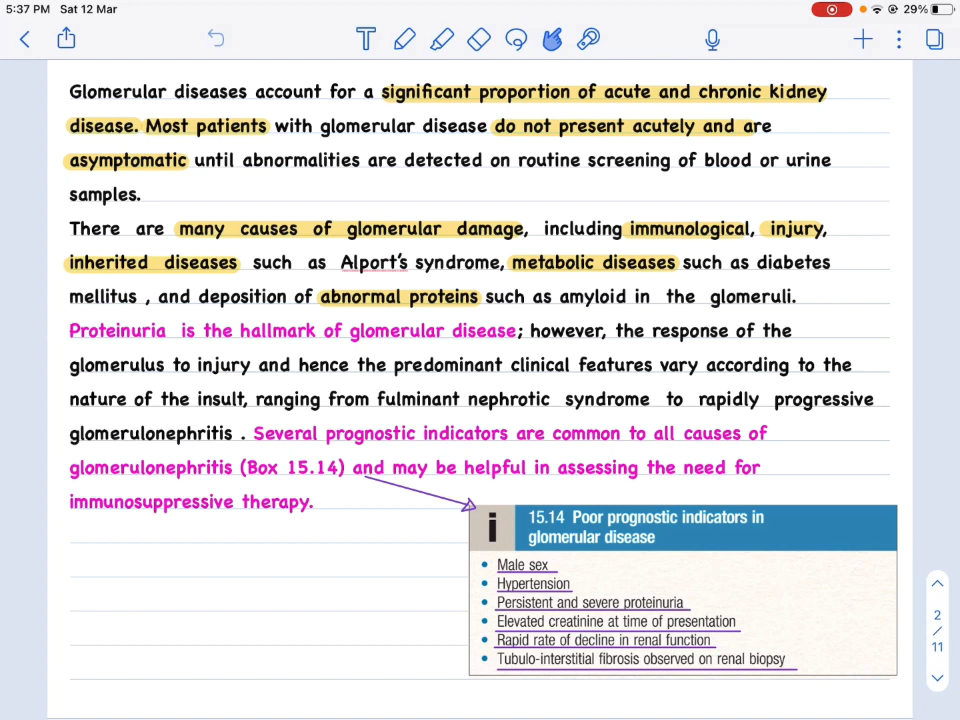 5:37 PM Sat 12 Mar
29%
Glomerular diseases account for a significant proportion of acute and chronic kidney
disease. Most patients with glomerular disease do not present acutely and are
asymptomatic until abnormalities are detected on routine screening of blood or urine
samples.
There are many causes of glomerular damage, including immunological, injury,
inherited diseases such as Alport's syndrome, metabolic diseases such as diabetes
mellitus , and deposition of abnormal proteins such as amyloid in the glomeruli.
Proteinuria is the hallmark of glomerular disease; however, the response of the
glomerulus to injury and hence the predominant clinical features vary according to the
nature of the insult, ranging from fulminant nephrotic syndrome to rapidly progressive
glomerulonephritis . Several prognostic indicators are common to all causes of
glomerulonephritis (Box 15.14) and may be helpful in assessing the need for
immunosuppressive therapy.
i
15.14 Poor prognostic indicators in
glomerular disease
• Male sex
• Hypertension
• Persistent and severe proteinuria
• Elevated creatinine at time of presentation
• Rapid rate of decline in renal function
• Tubulo-interstitial fibrosis observed on renal biopsy
2
/
11